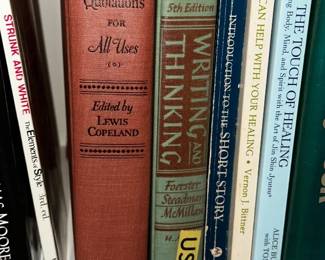 STRUNK AND WHITE
The Elements of Style
3rd. ed.
Quotations
FOR
All Uses
Edited by
LEWIS
COPELAND
5th Edition
WRITING AND
THINKING
Foerster
Steadman
McMillan
INTRODUCTION TO THE SHORT STORY
CAN HELP WITH YOUR HEALING • Vernon J. Bittner
THE TOUCH OF HEALING
Body, Mind and Spirit with the Art of Jin Shin Jyutsu